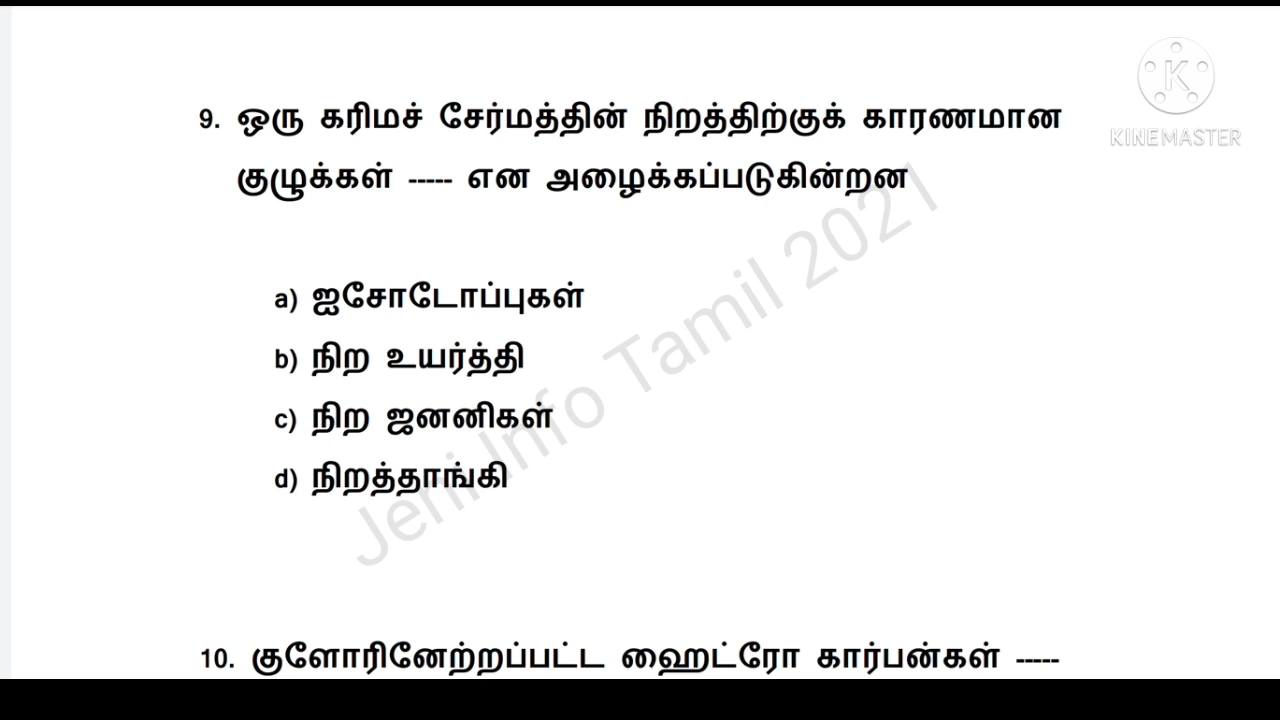 KINEMASTER
9. ஒரு கரிமச் சேர்மத்தின் நிறத்திற்குக் காரணமான
குழுக்கள் ----- என அழைக்கப்படுகின்றன
a) ஐசோடோப்புகள்
b) நிற உயர்த்தி
c) நிற ஜனனிகள்
d) நிறத்தாங்கி
Jeni Info Tamil 2021
10. குளோரினேற்றப்பட்ட ஹைட்ரோ கார்பன்கள் -----